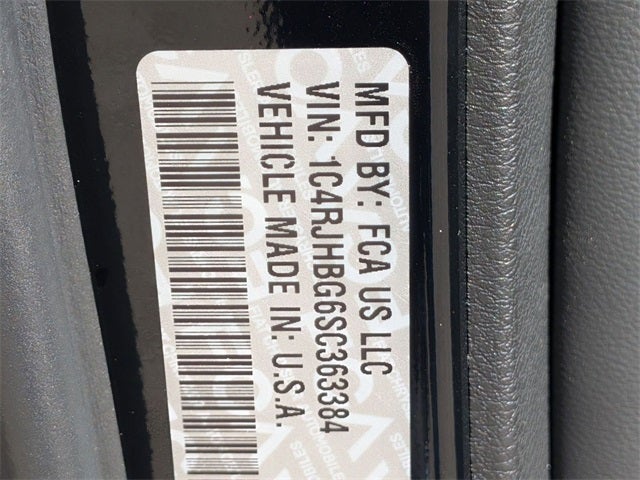 MFD BY: FCA US LLC
VIN: 1C4RJHBG6SC363384
VEHICLE MADE IN: U.S.A.